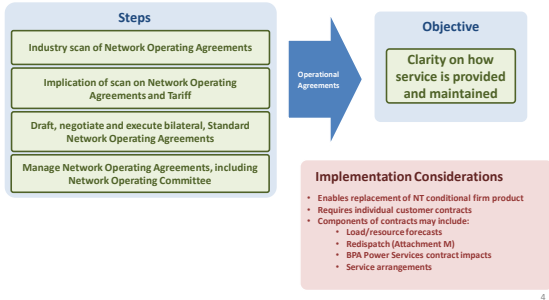 Steps
Industry scan of Network Operating Agreements
Implication of scan on Network Operating
Agreements and Tariff
Draft, negotiate and execute bilateral, Standard
Network Operating Agreements
Manage Network Operating Agreements, including
Network Operating Committee
Operational
Agreements
Objective
Clarity on how
service is provided
and maintained
Implementation Considerations
• Enables replacement of NT conditional firm product
• Requires individual customer contracts
• Components of contracts may include:
• Load/resource forecasts
• Redispatch (Attachment M)
• BPA Power Services contract impacts
• Service arrangements
4